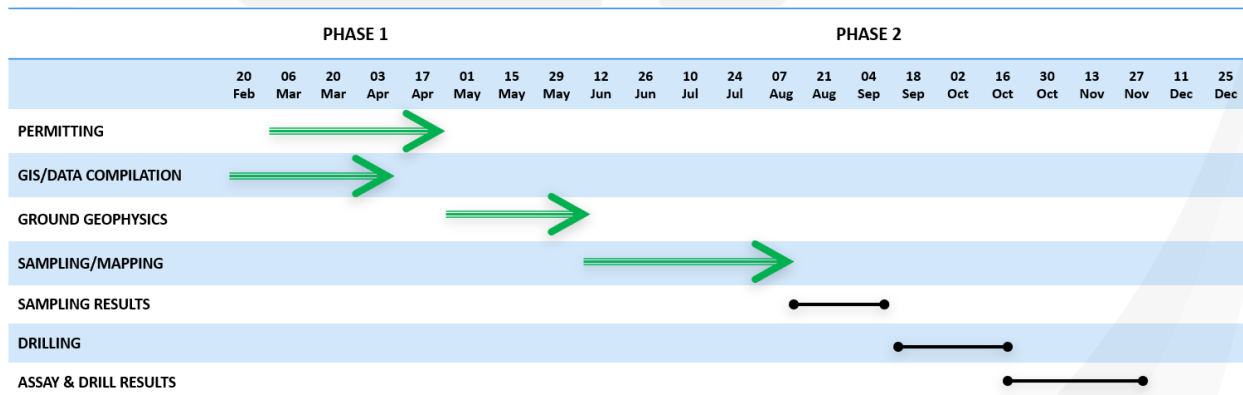 PHASE 1 PHASE 2
20 06 20 03 17 01 15 29 12 26 10 24 07 21 04 18 02 16 30 13 27 11 25
Feb Mar Mar Apr Apr May May May Jun Jun Jul Jul Aug Aug Sep Sep Oct Oct Oct Nov Nov Dec Dec
PERMITTING
GIS/DATA COMPILATION
GROUND GEOPHYSICS
SAMPLING/MAPPING
SAMPLING RESULTS
DRILLING
ASSAY & DRILL RESULTS